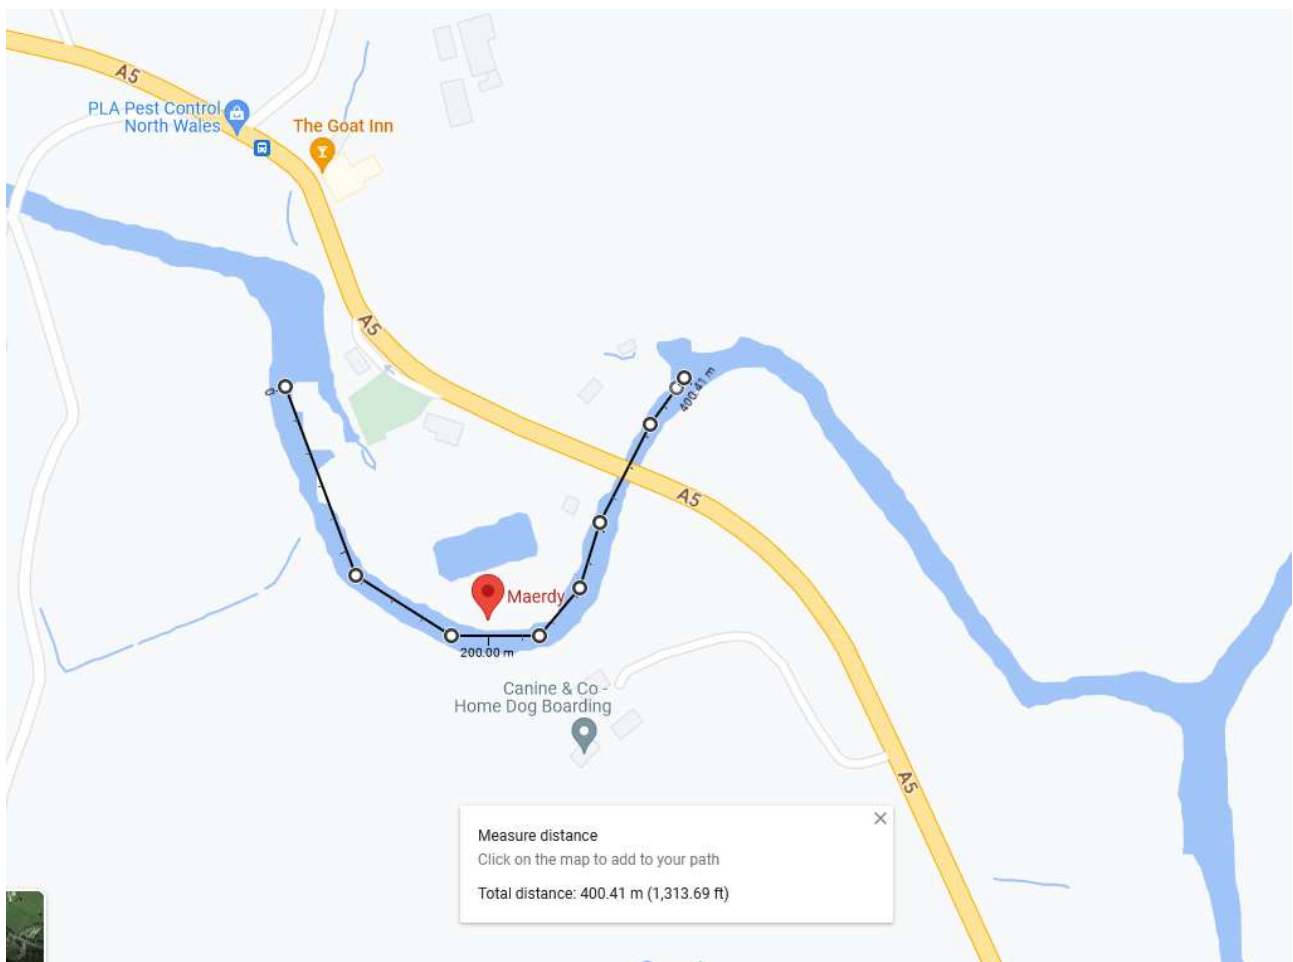 A5
PLA Pest Control
North Wales
The Goat Inn
A5
0
400.41 m
A5
Maerdy
200.00 m
Canine & Co -
Home Dog Boarding
A5
Measure distance
Click on the map to add to your path
Total distance: 400.41 m (1,313.69 ft)